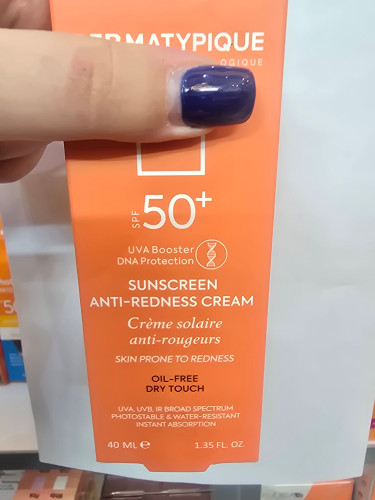 ERMATYPIQUE
OGIQUE
SPF 50+
UVA Booster
DNA Protection
SUNSCREEN
ANTI-REDNESS CREAM
Crème solaire
anti-rougeurs
SKIN PRONE TO REDNESS
OIL-FREE
DRY TOUCH
UVA, UVB, IR BROAD SPECTRUM
PHOTOSTABLE & WATER-RESISTANT
INSTANT ABSORPTION
40 ML e 1.35 FL. OZ.